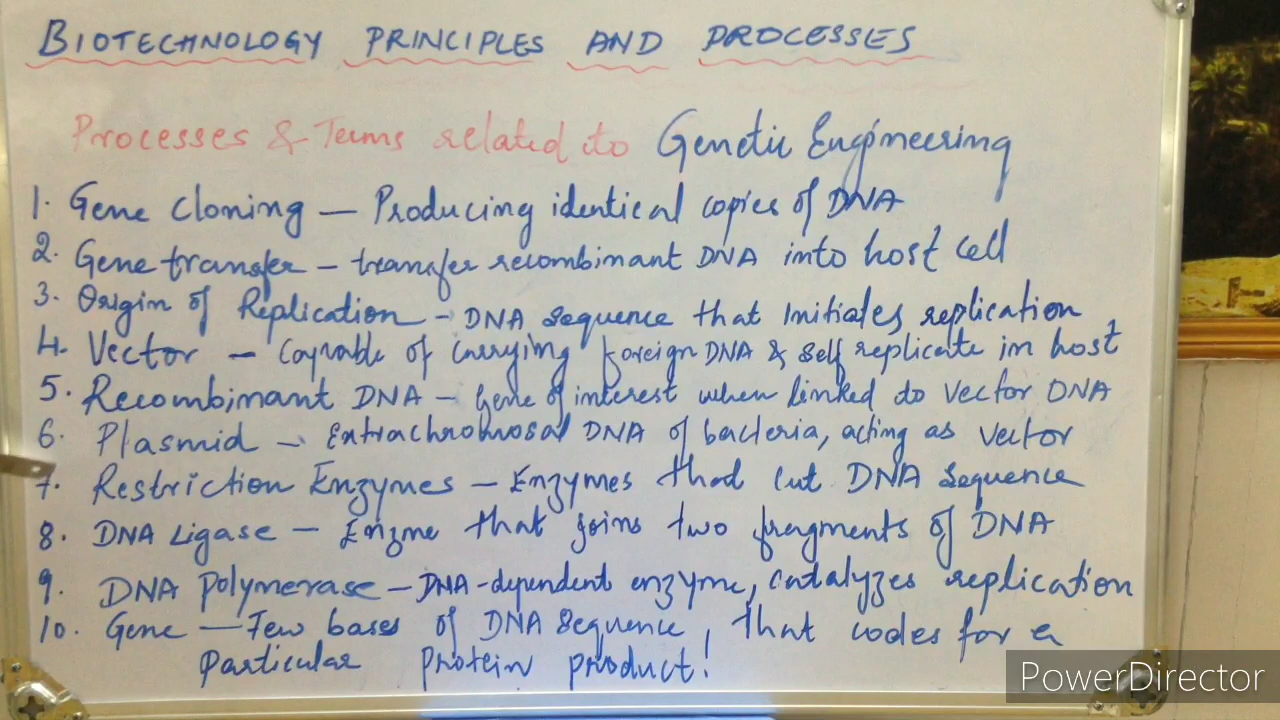 BIOTECHNOLOGY PRINCIPLES AND PROCESSES
Processes & Terms related to Genetic Engineering
1. Gene Cloning – Producing identical copies of DNA
2. Gene transfer – transfer recombinant DNA into host cell
3. Origin of Replication – DNA sequence that initiates replication
4. Vector – Capable of carrying foreign DNA & self replicate in host
5. Recombinant DNA – Gene of interest when linked to vector DNA
6. Plasmid – Extrachromosal DNA of bacteria, acting as vector
7. Restriction Enzymes – Enzymes that cut DNA sequence
8. DNA Ligase – Enzme that joins two fragments of DNA
9. DNA polymerase – DNA-dependent enzyme, catalyzes replication
10. Gene – Few bases of DNA sequence, that codes for a
particular protein product!
PowerDirector